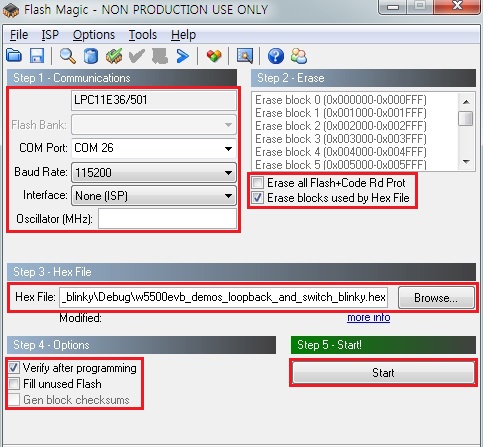 Flash Magic - NON PRODUCTION USE ONLY
File ISP Options Tools Help
Step 1 - Communications
LPC11E36/501
Flash Bank:
COM Port: COM 26
Baud Rate: 115200
Interface: None (ISP)
Oscillator (MHz):
Step 2 - Erase
Erase block 0 (0x000000-0x000FFF)
Erase block 1 (0x001000-0x001FFF)
Erase block 2 (0x002000-0x002FFF)
Erase block 3 (0x003000-0x003FFF)
Erase block 4 (0x004000-0x004FFF)
Erase block 5 (0x005000-0x005FFF)
Erase all Flash+Code Rd Prot
Erase blocks used by Hex File
Step 3 - Hex File
Hex File: _blinky\Debug\w5500evb_demos_loopback_and_switch_blinky.hex Browse...
Modified: more info
Step 4 - Options
Verify after programming
Fill unused Flash
Gen block checksums
Step 5 - Start!
Start